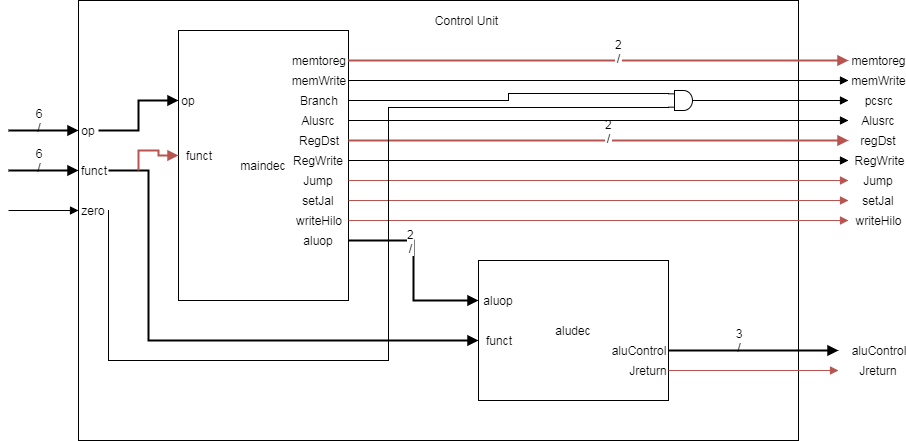 Control Unit
2
/
memtoreg
memtoreg
memWrite
memWrite
6
/
op
op
Branch
pcsrc
Alusrc
Alusrc
2
/
RegDst
regDst
6
/
funct
funct
maindec
RegWrite
RegWrite
Jump
Jump
zero
setJal
setJal
writeHilo
writeHilo
aluop
2
/
aluop
funct
aludec
aluControl
3
/
aluControl
Jreturn
Jreturn